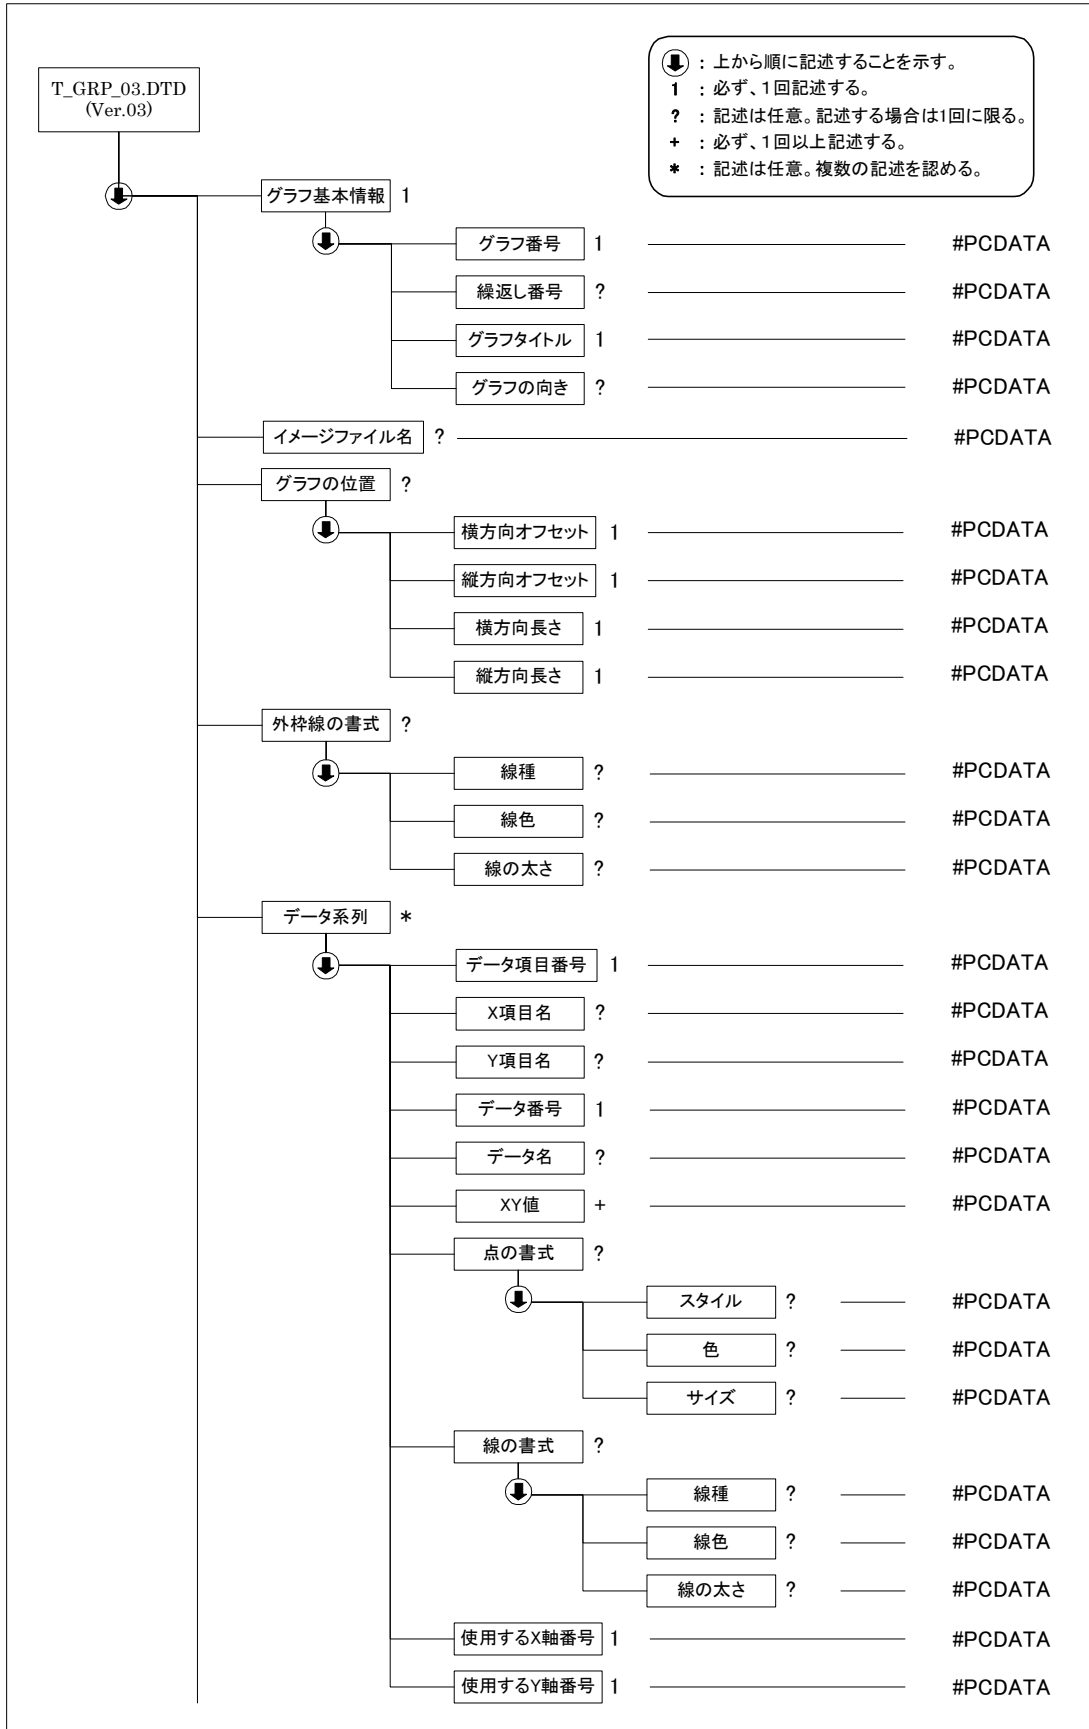 T_GRP_03.DTD
(Ver.03)
：上から順に記述することを示す。
1：必ず、1回記述する。
?：記述は任意。記述する場合は1回に限る。
+：必ず、1回以上記述する。
*：記述は任意。複数の記述を認める。
グラフ基本情報 1
グラフ番号 1 #PCDATA
繰返し番号 ? #PCDATA
グラフタイトル 1 #PCDATA
グラフの向き ? #PCDATA
イメージファイル名 ? #PCDATA
グラフの位置 ?
横方向オフセット 1 #PCDATA
縦方向オフセット 1 #PCDATA
横方向長さ 1 #PCDATA
縦方向長さ 1 #PCDATA
外枠線の書式 ?
線種 ? #PCDATA
線色 ? #PCDATA
線の太さ ? #PCDATA
データ系列 *
データ項目番号 1 #PCDATA
X項目名 ? #PCDATA
Y項目名 ? #PCDATA
データ番号 1 #PCDATA
データ名 ? #PCDATA
XY値 + #PCDATA
点の書式 ?
スタイル ? #PCDATA
色 ? #PCDATA
サイズ ? #PCDATA
線の書式 ?
線種 ? #PCDATA
線色 ? #PCDATA
線の太さ ? #PCDATA
使用するX軸番号 1 #PCDATA
使用するY軸番号 1 #PCDATA